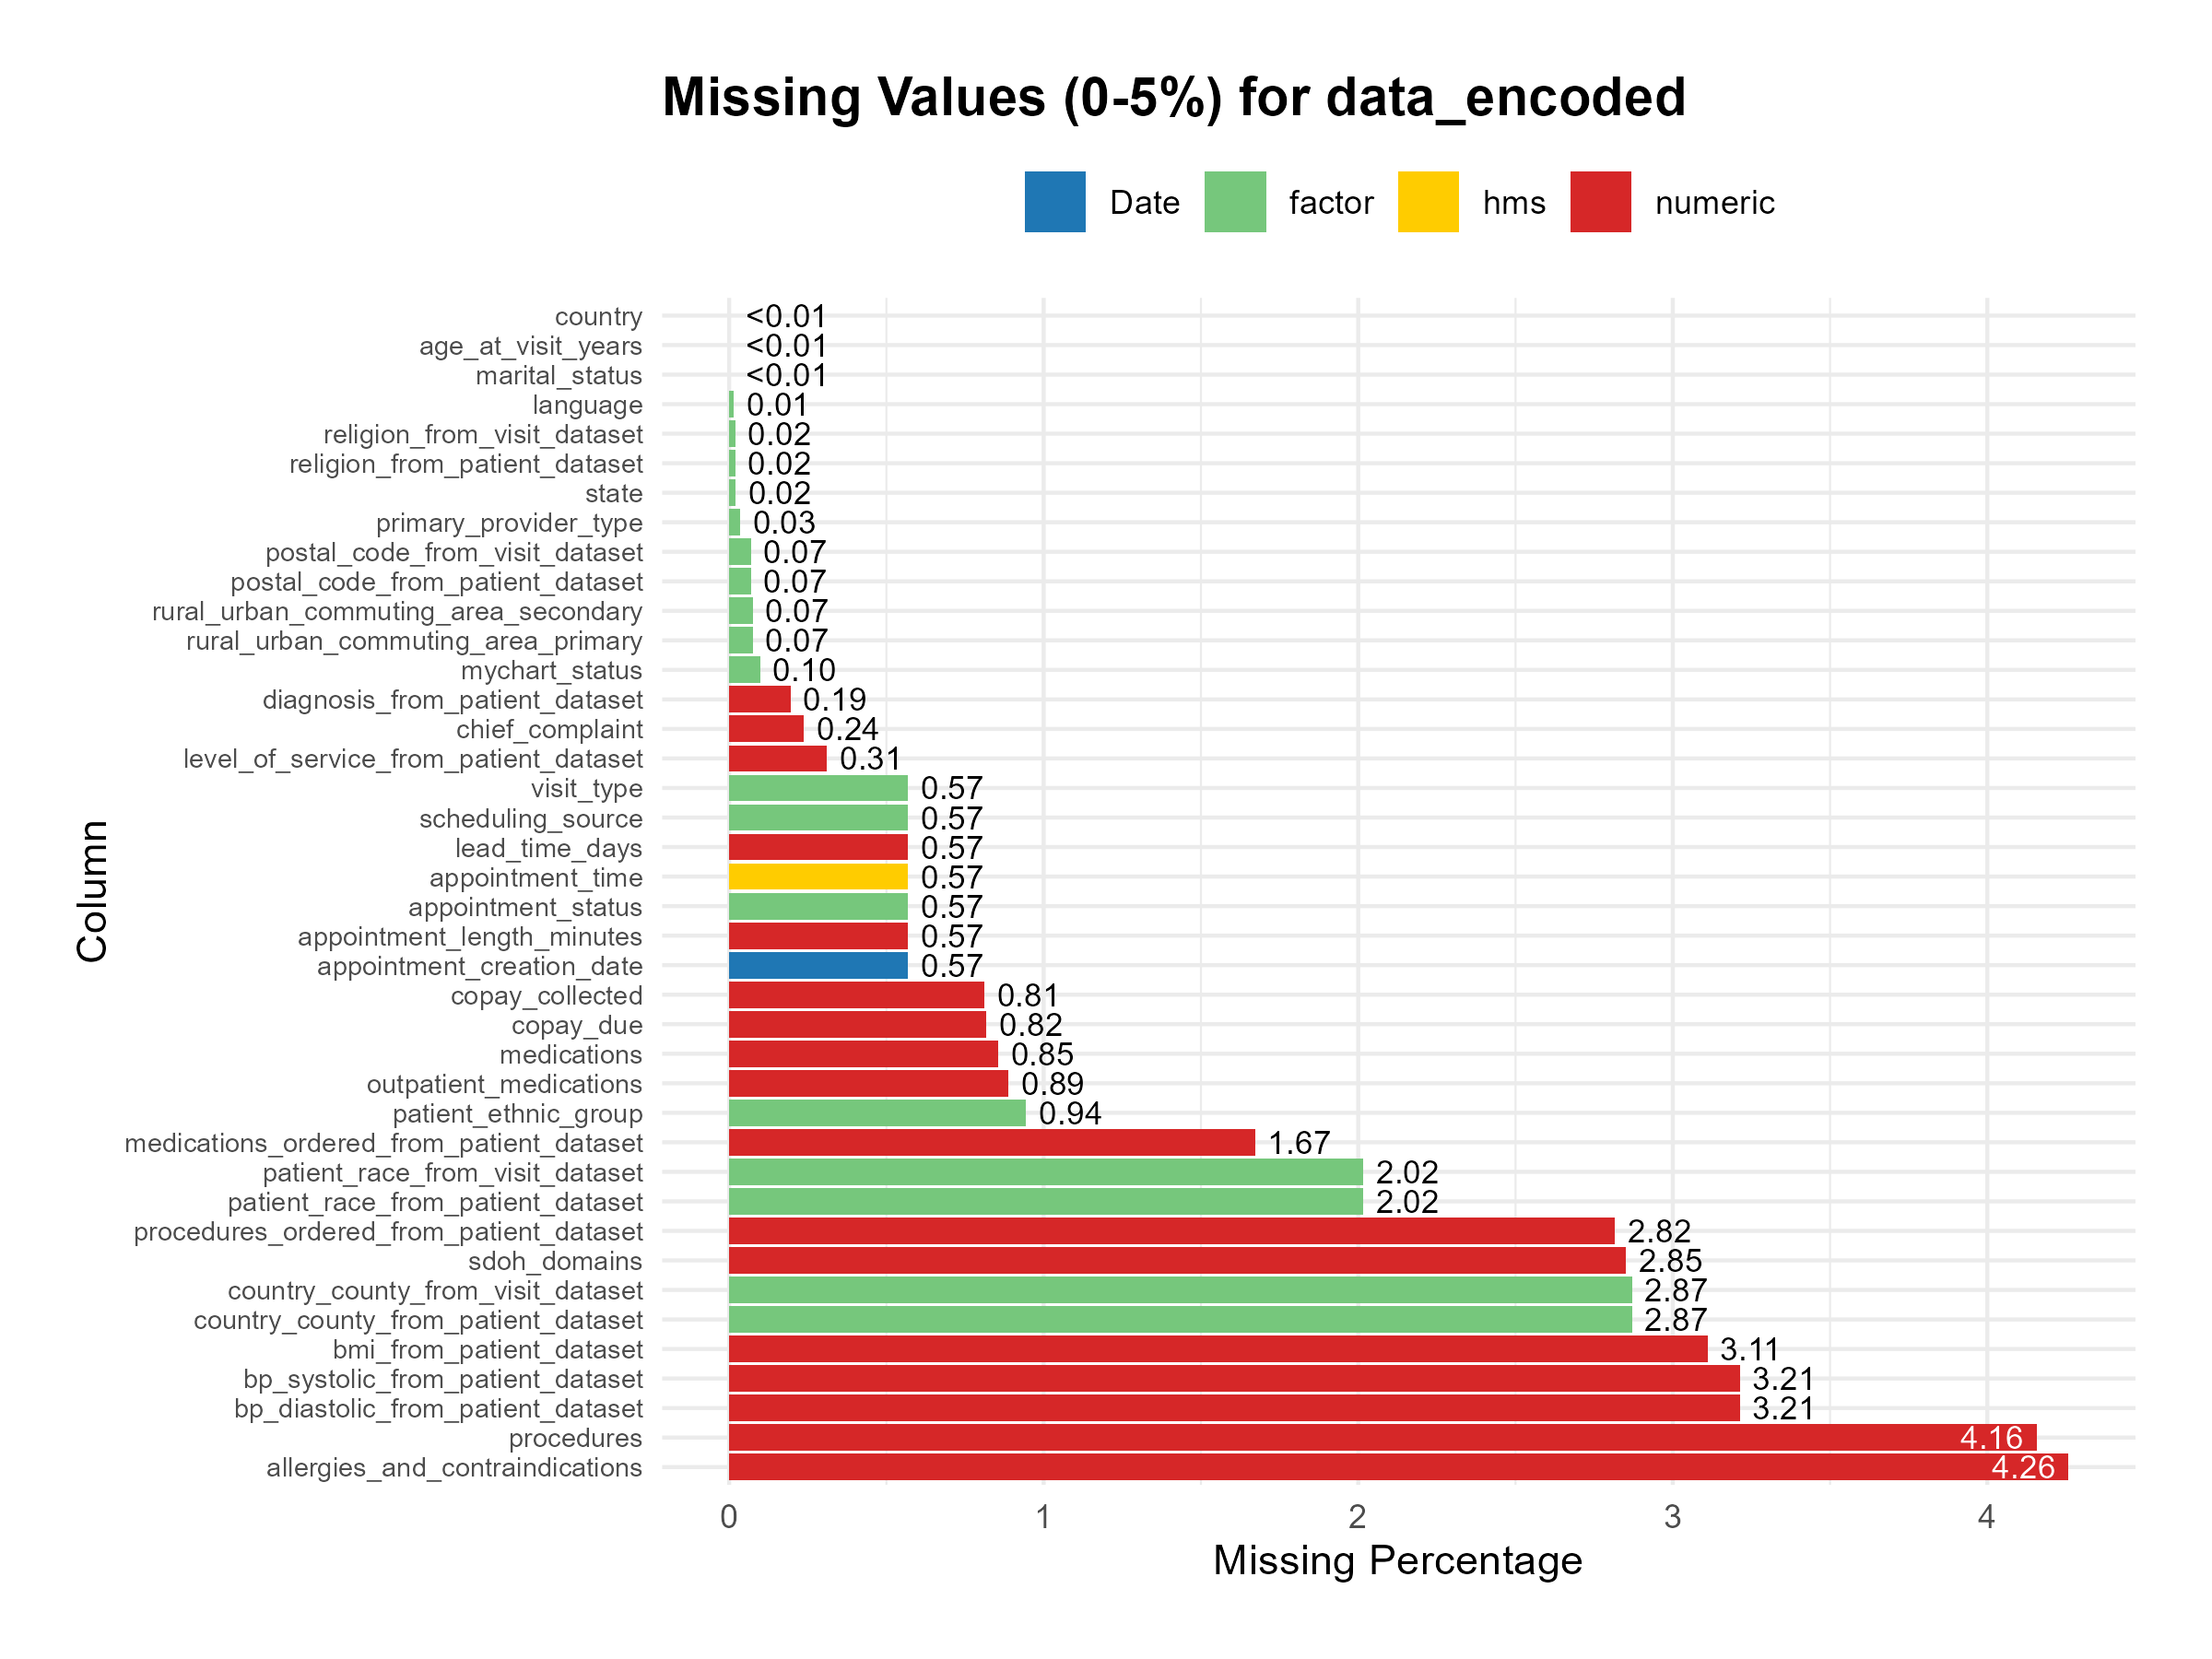 Missing Values (0-5%) for data_encoded
Date factor hms numeric
country <0.01
age_at_visit_years <0.01
marital_status <0.01
language 0.01
religion_from_visit_dataset 0.02
religion_from_patient_dataset 0.02
state 0.02
primary_provider_type 0.03
postal_code_from_visit_dataset 0.07
postal_code_from_patient_dataset 0.07
rural_urban_commuting_area_secondary 0.07
rural_urban_commuting_area_primary 0.07
mychart_status 0.10
diagnosis_from_patient_dataset 0.19
chief_complaint 0.24
level_of_service_from_patient_dataset 0.31
visit_type 0.57
scheduling_source 0.57
lead_time_days 0.57
appointment_time 0.57
appointment_status 0.57
appointment_length_minutes 0.57
appointment_creation_date 0.57
copay_collected 0.81
copay_due 0.82
medications 0.85
outpatient_medications 0.89
patient_ethnic_group 0.94
medications_ordered_from_patient_dataset 1.67
patient_race_from_visit_dataset 2.02
patient_race_from_patient_dataset 2.02
procedures_ordered_from_patient_dataset 2.82
sdoh_domains 2.85
country_county_from_visit_dataset 2.87
country_county_from_patient_dataset 2.87
bmi_from_patient_dataset 3.11
bp_systolic_from_patient_dataset 3.21
bp_diastolic_from_patient_dataset 3.21
procedures 4.16
allergies_and_contraindications 4.26
Column
0 1 2 3 4
Missing Percentage